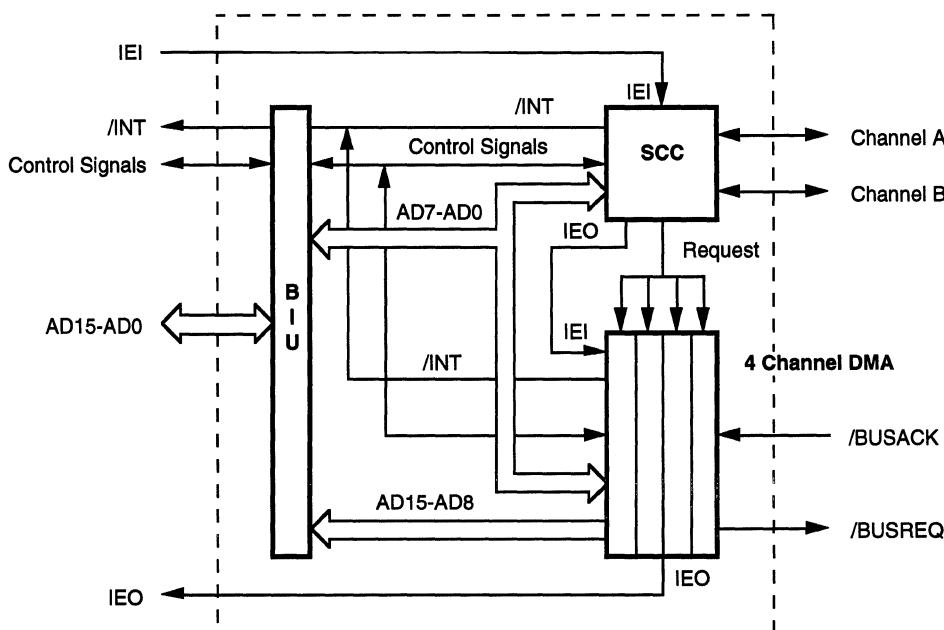 IEI
IEI
/INT
/INT
SCC
Channel A
Control Signals
Control Signals
Channel B
AD7-AD0
IEO
Request
B
I
U
AD15-AD0
IEI
/INT
4 Channel DMA
/BUSACK
AD15-AD8
/BUSREQ
IEO
IEO